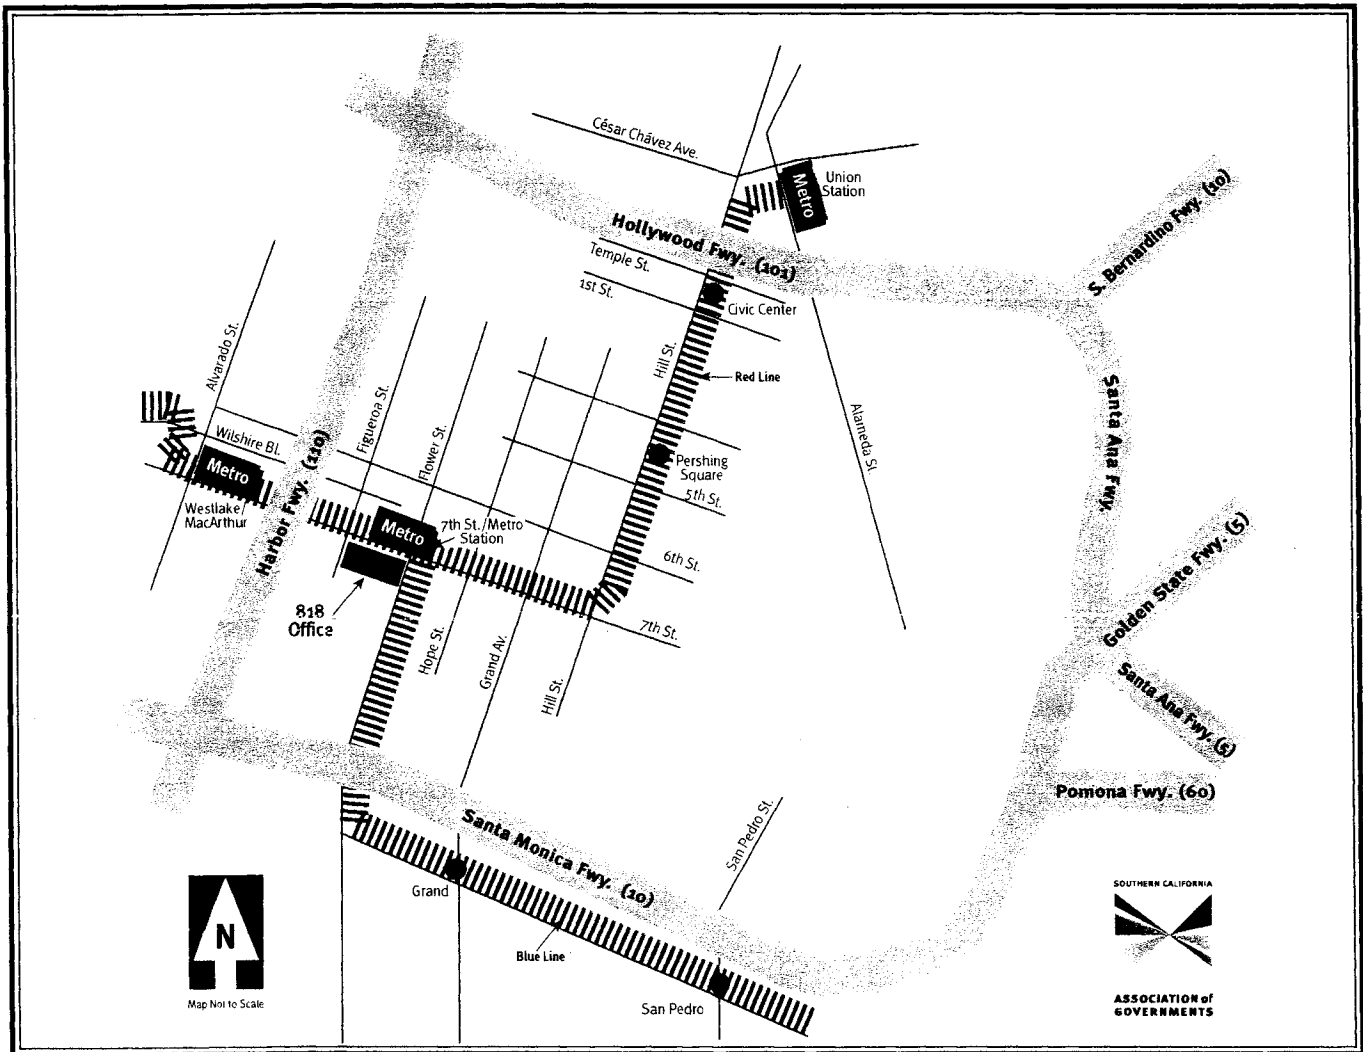 César Chávez Ave.
Metro
Union
Station
S. Bernardino Fwy. (10)
Hollywood Fwy. (101)
Temple St.
1st St.
Civic Center
Hill St.
Red Line
Alvarado St.
Figueroa St.
Flower St.
Alameda St.
Santa Ana Fwy.
Wilshire Bl.
Metro
Westlake/
MacArthur
Harbor Fwy. (110)
Pershing
Square
5th St.
Metro
7th St./Metro
Station
6th St.
7th St.
818
Office
Hope St.
Grand Av.
Hill St.
Golden State Fwy. (5)
Santa Ana Fwy. (5)
Pomona Fwy. (60)
Santa Monica Fwy. (10)
San Pedro St.
Grand
Blue Line
San Pedro
N
Map Not to Scale
SOUTHERN CALIFORNIA
ASSOCIATION of
GOVERNMENTS